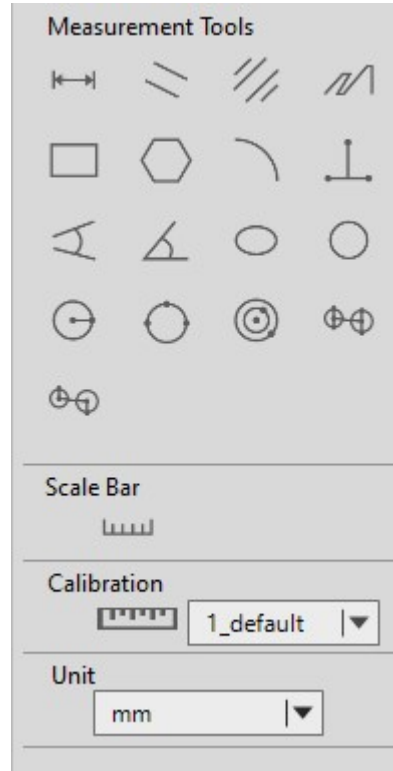 Measurement Tools
Scale Bar
Calibration
1_default
Unit
mm